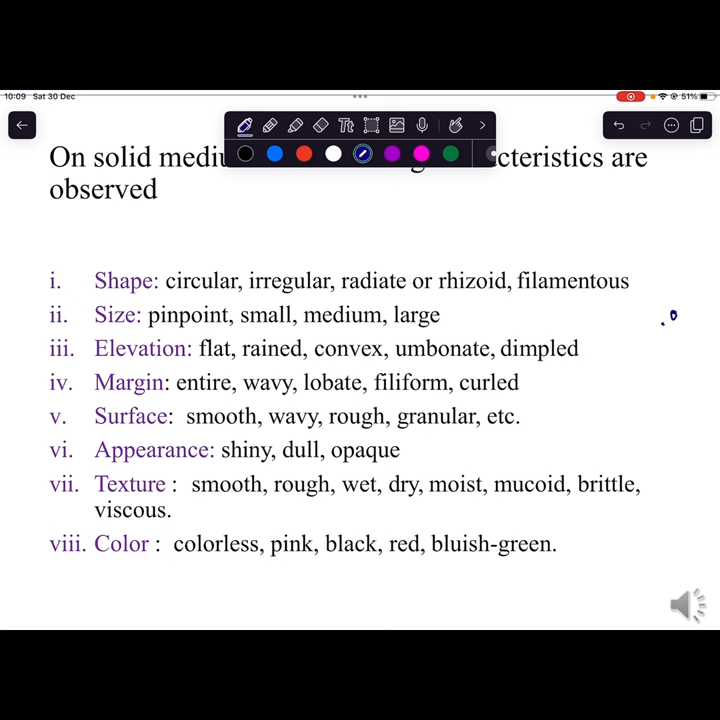 10:09 Sat 30 Dec
51%
Tt
On solid mediu cteristics are
observed
i. Shape: circular, irregular, radiate or rhizoid, filamentous
ii. Size: pinpoint, small, medium, large
iii. Elevation: flat, rained, convex, umbonate, dimpled
iv. Margin: entire, wavy, lobate, filiform, curled
v. Surface: smooth, wavy, rough, granular, etc.
vi. Appearance: shiny, dull, opaque
vii. Texture : smooth, rough, wet, dry, moist, mucoid, brittle,
viscous.
viii. Color : colorless, pink, black, red, bluish-green.